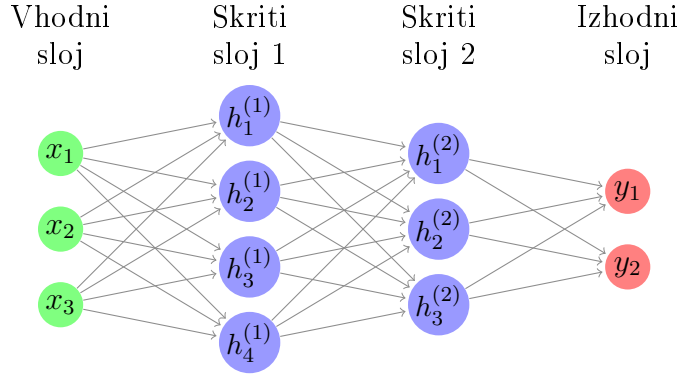 Vhodni
sloj
Skriti
sloj 1
Skriti
sloj 2
Izhodni
sloj
x₁
x₂
x₃
h₁⁽¹⁾
h₂⁽¹⁾
h₃⁽¹⁾
h₄⁽¹⁾
h₁⁽²⁾
h₂⁽²⁾
h₃⁽²⁾
y₁
y₂